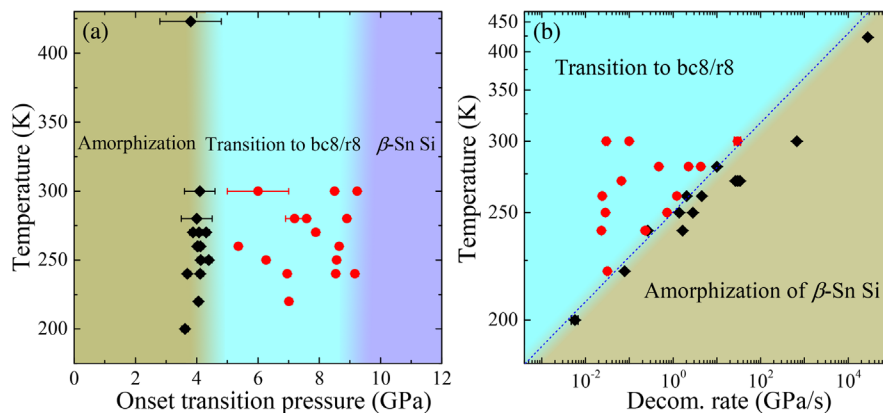 (a)
Temperature (K)
400
350
300
250
200
Amorphization
Transition to bc8/r8
β-Sn Si
0 2 4 6 8 10 12
Onset transition pressure (GPa)
(b)
Temperature (K)
450
400
350
300
250
200
Transition to bc8/r8
Amorphization of β-Sn Si
10⁻² 10⁰ 10² 10⁴
Decom. rate (GPa/s)